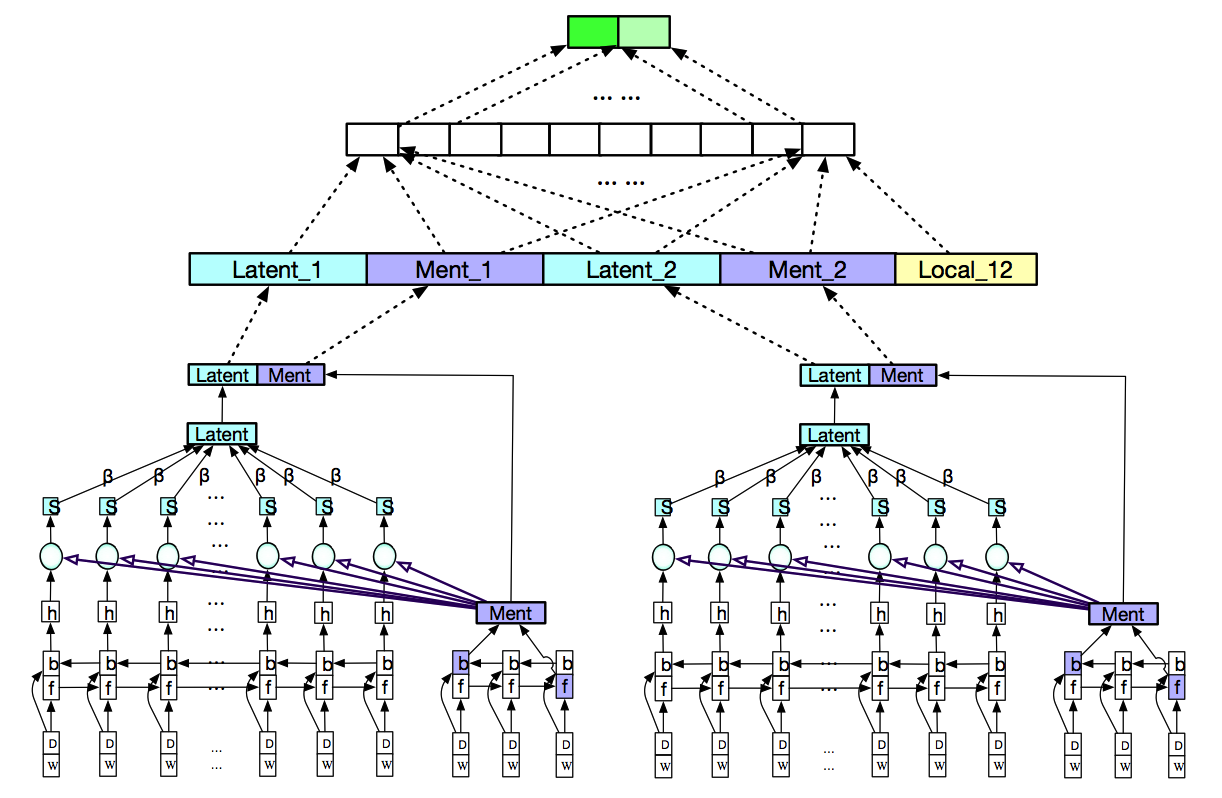 ... ...
... ...
Latent_1 Ment_1 Latent_2 Ment_2 Local_12
Latent Ment Latent Ment
Latent Latent
β β β β β β β β β β β β
... ...
S S S S S S S S S S S S
... ...
... ...
... ...
h h h h h h Ment h h h h h h Ment
... ...
b b b ... b b b b b b b b b ... b b b b b b
f f f ... f f f f f f f f f ... f f f f f f
D D D ... D D D D D D D D D ... D D D D D D
W W W ... W W W W W W W W W ... W W W W W W